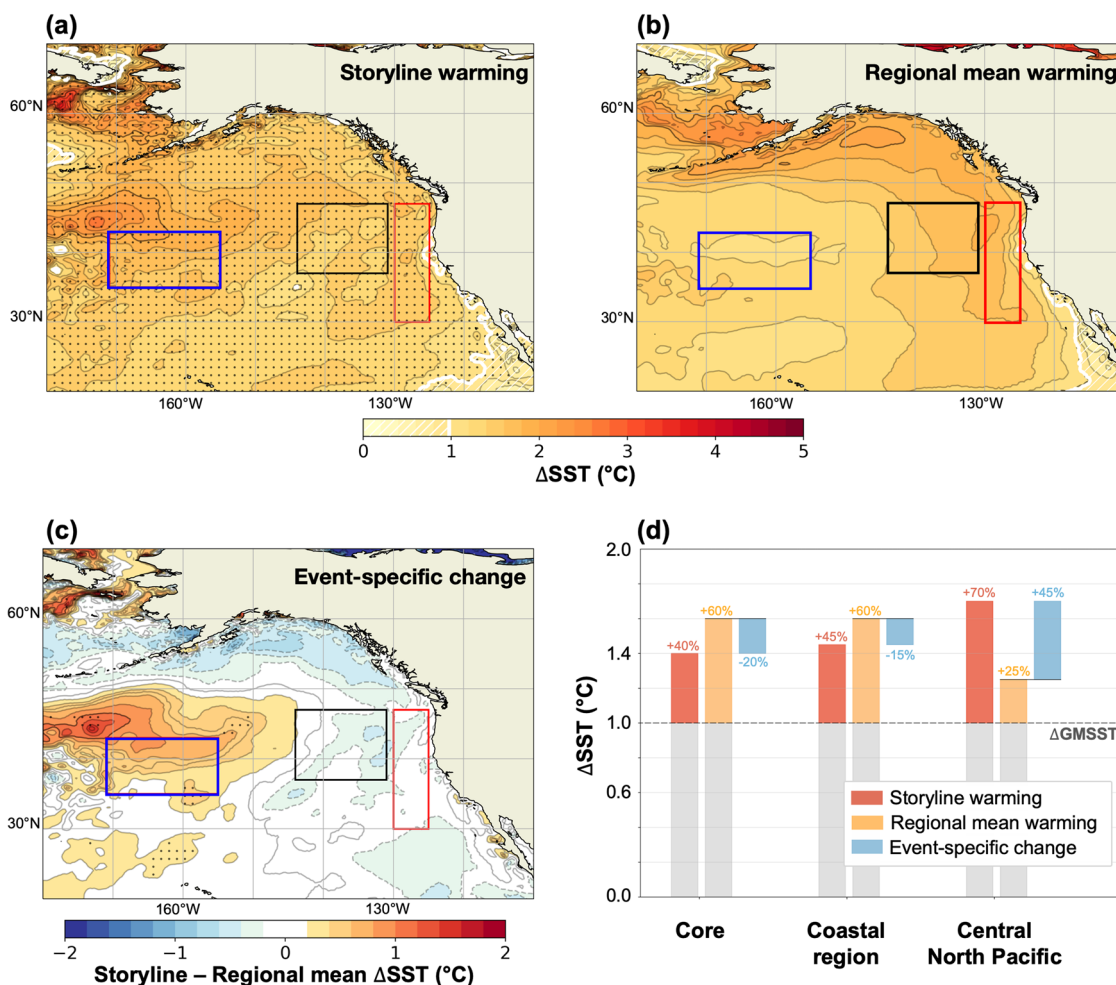 (a)
Storyline warming
60°N
30°N
160°W
130°W
(b)
Regional mean warming
60°N
30°N
160°W
130°W
0 1 2 3 4 5
ΔSST (°C)
(c)
Event-specific change
60°N
30°N
160°W
130°W
−2 −1 0 1 2
Storyline – Regional mean ΔSST (°C)
(d)
ΔSST (°C)
2.0
1.4
1.0
0.6
0.0
+40%
+60%
-20%
+45%
+60%
-15%
+70%
+25%
+45%
ΔGMSST
Storyline warming
Regional mean warming
Event-specific change
Core
Coastal
region
Central
North Pacific